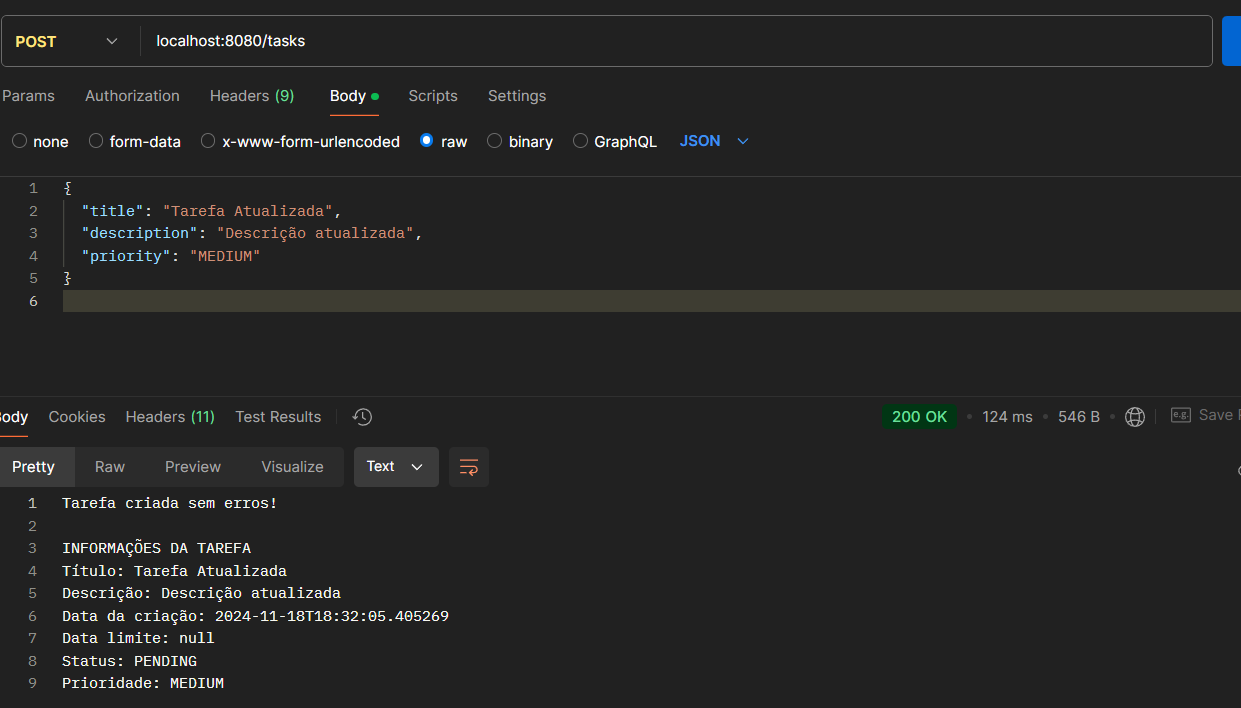 POST localhost:8080/tasks
Params Authorization Headers (9) Body Scripts Settings
none form-data x-www-form-urlencoded raw binary GraphQL JSON
1 {
2 "title": "Tarefa Atualizada",
3 "description": "Descrição atualizada",
4 "priority": "MEDIUM"
5 }
6
Body Cookies Headers (11) Test Results 200 OK 124 ms 546 B e.g. Save
Pretty Raw Preview Visualize Text
1 Tarefa criada sem erros!
2
3 INFORMAÇÕES DA TAREFA
4 Título: Tarefa Atualizada
5 Descrição: Descrição atualizada
6 Data da criação: 2024-11-18T18:32:05.405269
7 Data limite: null
8 Status: PENDING
9 Prioridade: MEDIUM